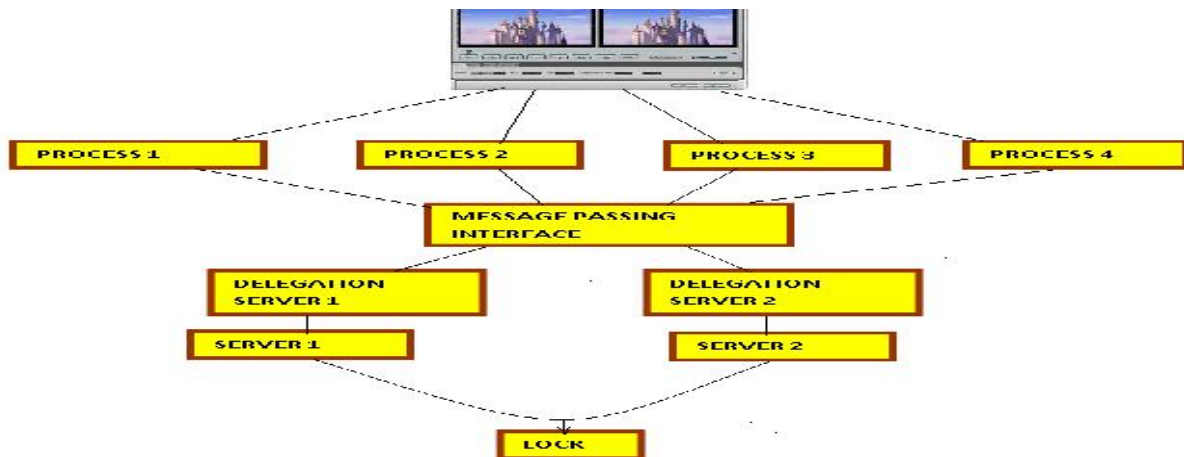 PROCESS 1
PROCESS 2
PROCESS 3
PROCESS 4
MESSAGE PASSING
INTERFACE
DELEGATION
SERVER 1
DELEGATION
SERVER 2
SERVER 1
SERVER 2
LOCK